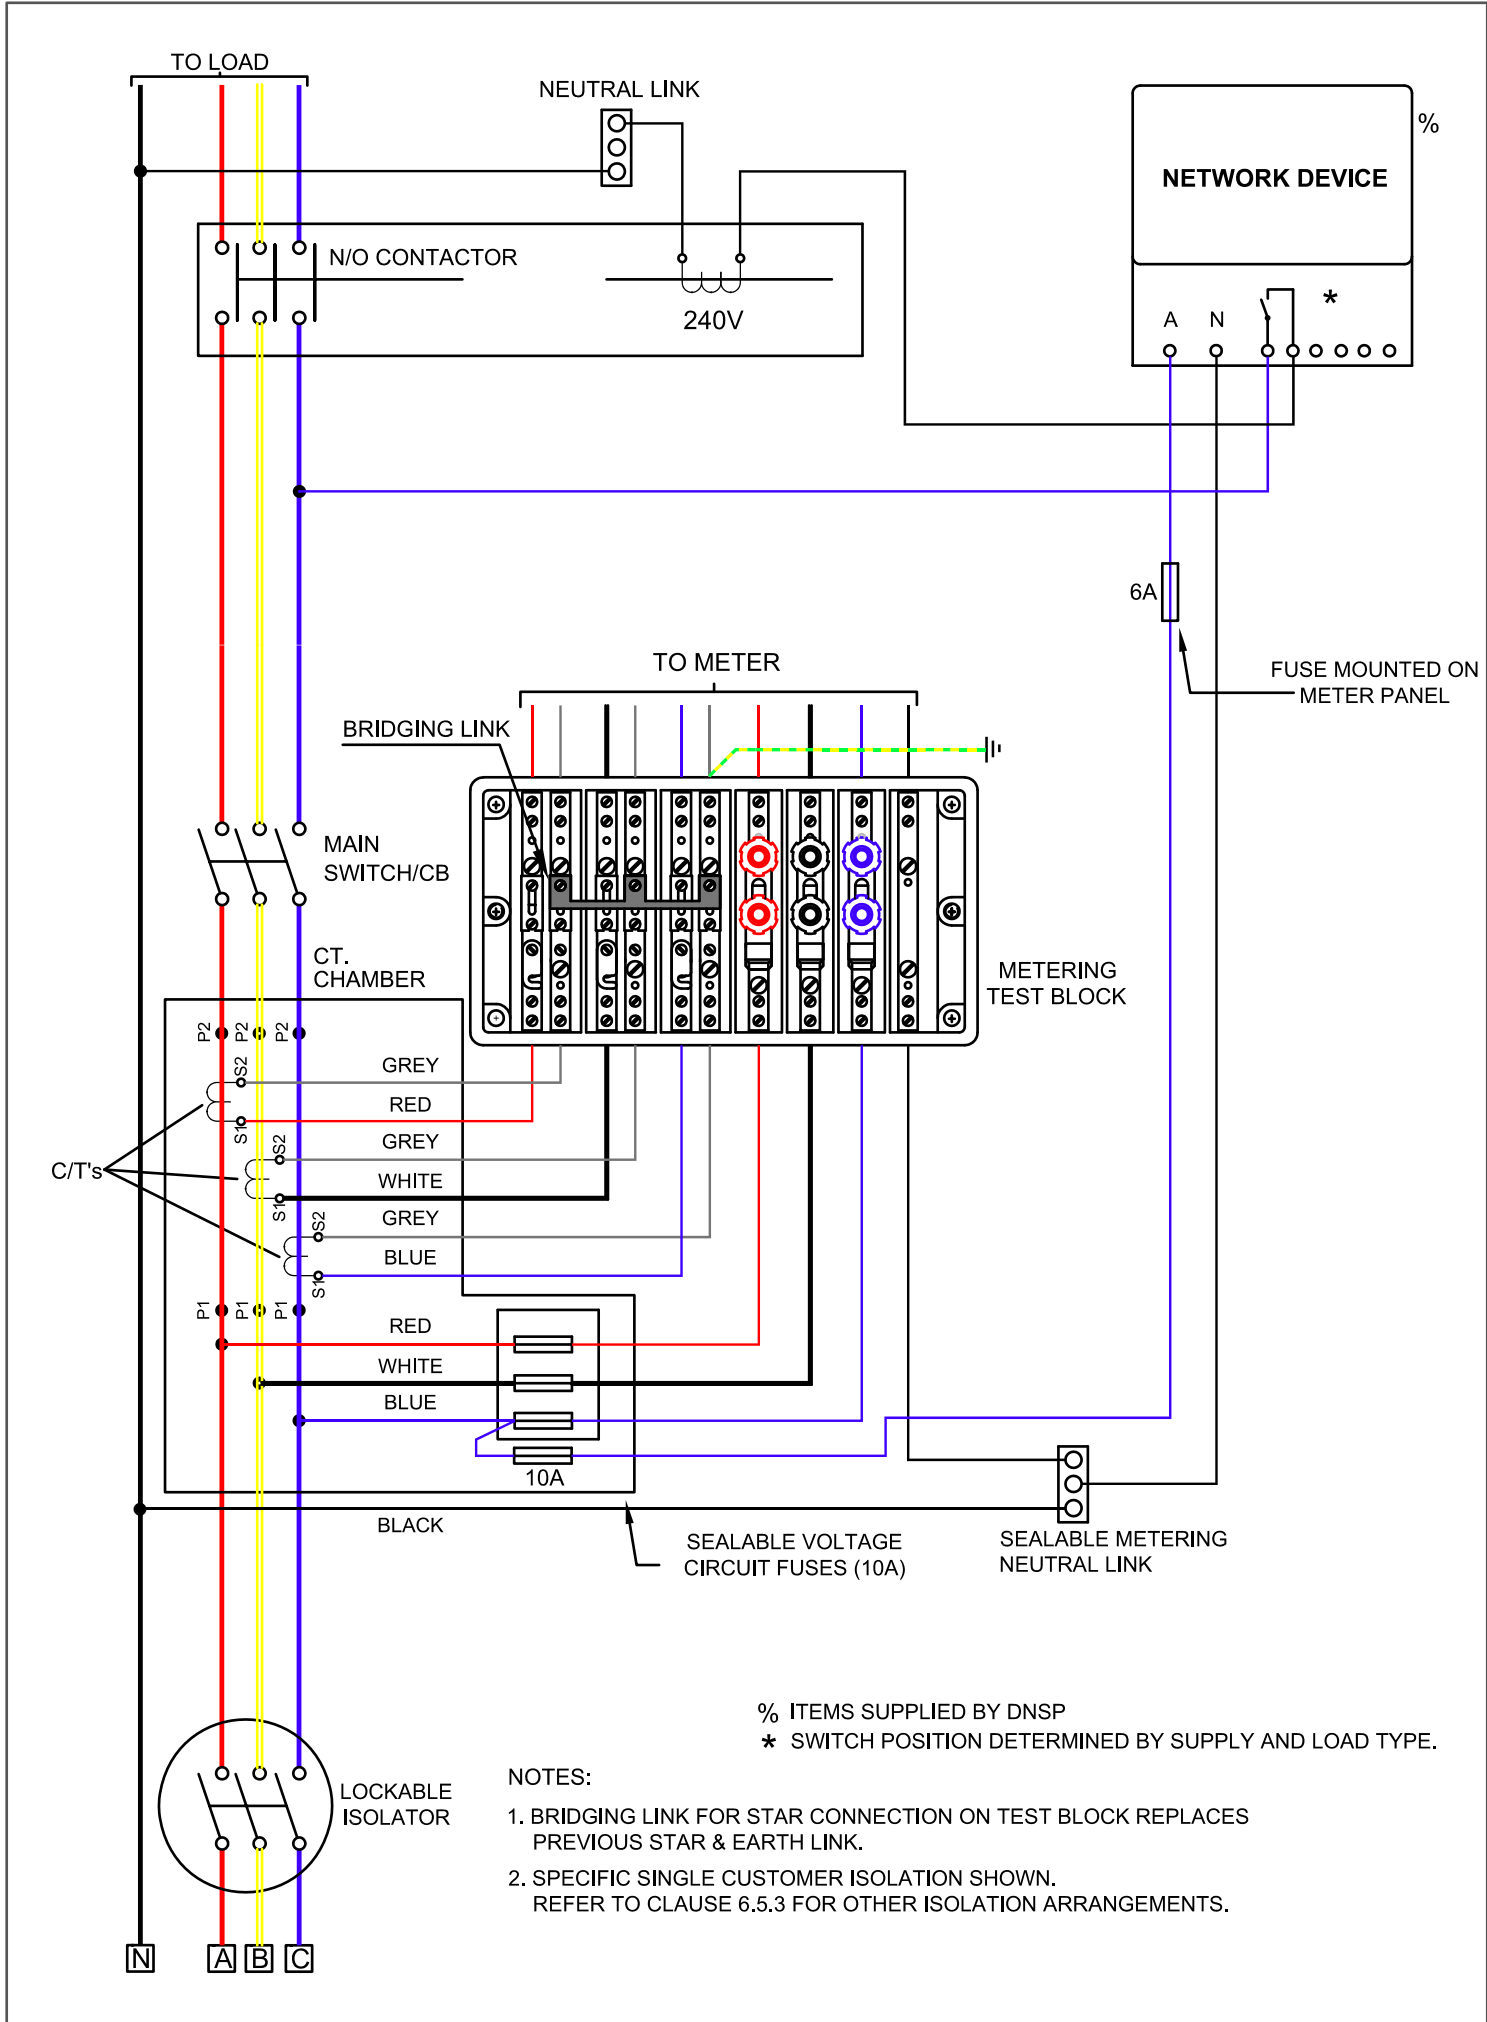 TO LOAD
NEUTRAL LINK
%
NETWORK DEVICE
N/O CONTACTOR
240V
A N *
6A
FUSE MOUNTED ON
METER PANEL
TO METER
BRIDGING LINK
MAIN
SWITCH/CB
CT.
CHAMBER
METERING
TEST BLOCK
P2 P2 P2
S2
GREY
RED
S1
S2
GREY
C/T's
WHITE
S1
S2
GREY
BLUE
S1
P1 P1 P1
RED
WHITE
BLUE
10A
BLACK
SEALABLE VOLTAGE
CIRCUIT FUSES (10A)
SEALABLE METERING
NEUTRAL LINK
% ITEMS SUPPLIED BY DNSP
* SWITCH POSITION DETERMINED BY SUPPLY AND LOAD TYPE.
LOCKABLE
ISOLATOR
NOTES:
1. BRIDGING LINK FOR STAR CONNECTION ON TEST BLOCK REPLACES
PREVIOUS STAR & EARTH LINK.
2. SPECIFIC SINGLE CUSTOMER ISOLATION SHOWN.
REFER TO CLAUSE 6.5.3 FOR OTHER ISOLATION ARRANGEMENTS.
N A B C